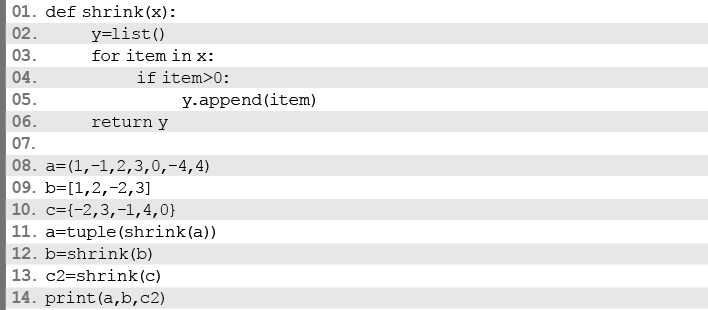 01. def shrink(x):
02.     y=list()
03.     for item in x:
04.         if item>0:
05.             y.append(item)
06.     return y
07.
08. a=(1,-1,2,3,0,-4,4)
09. b=[1,2,-2,3]
10. c={-2,3,-1,4,0}
11. a=tuple(shrink(a))
12. b=shrink(b)
13. c2=shrink(c)
14. print(a,b,c2)